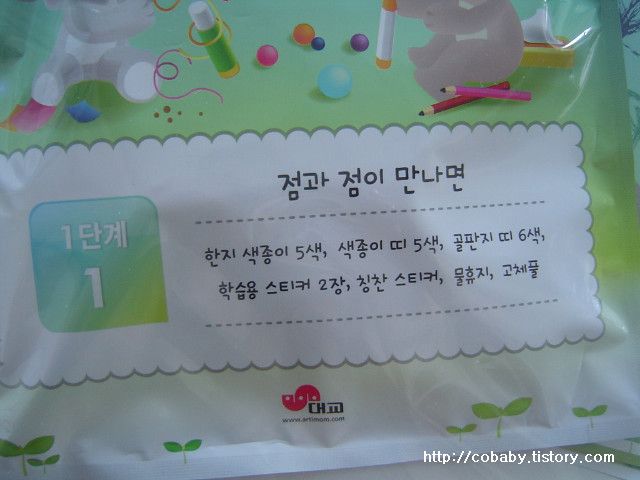 점과 점이 만나면
1단계
1
한지 색종이 5색, 색종이 띠 5색, 골판지 띠 6색,
학습용 스티커 2장, 칭찬 스티커, 물휴지, 고체풀
대교
www.artimom.com
http://cobaby.tistory.com